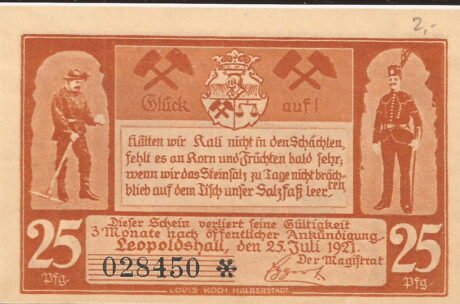 2,-
Glück auf!
Hätten wir Kali nicht in den Schächten,
fehlt es an Korn und Früchten bald sehr;
wenn wir das Steinsalz zu Tage nicht bräch-
ten
blieb auf dem Tisch unser Salzfaß leer.
Dieser Schein verliert seine Gültigkeit
3 Monate nach öffentlicher Ankündigung.
Leopoldshall, den 25. Juli 1921.
Der Magistrat
25 Pfg.
028450 *
25 Pfg.
LOUIS KOCH, HALBERSTADT.